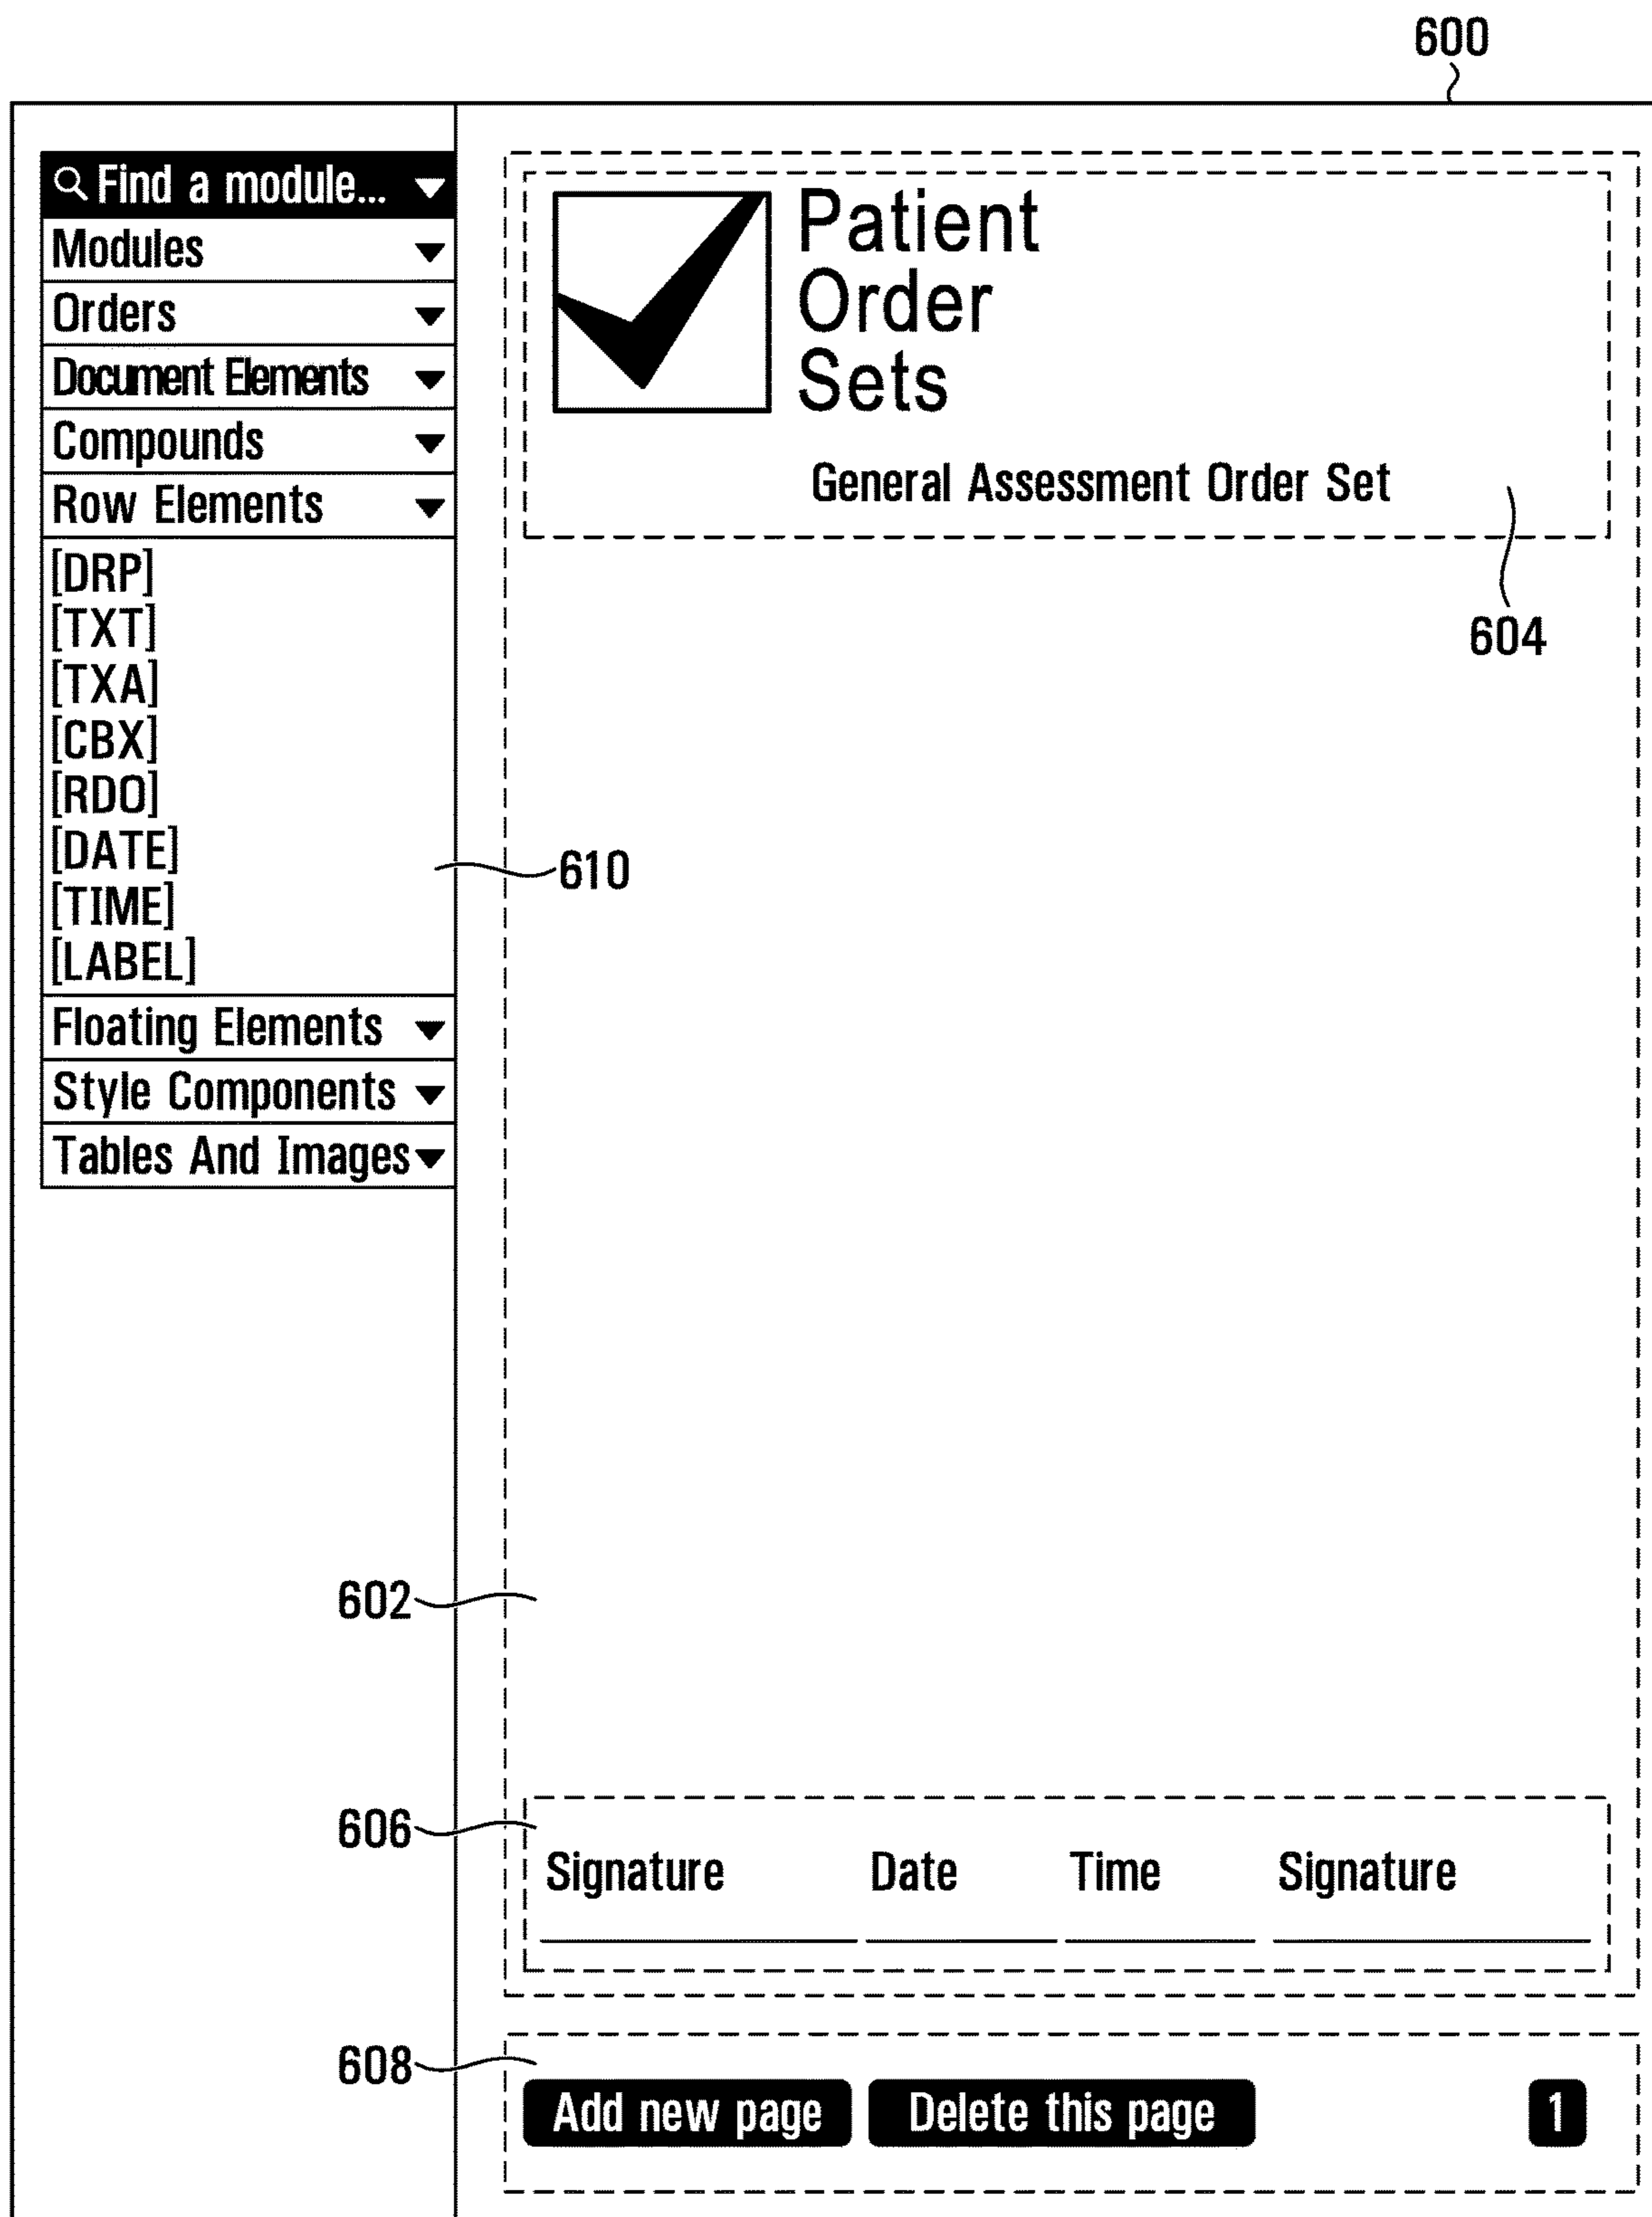 600
Find a module...
Modules
Orders
Document Elements
Compounds
Row Elements
[DRP]
[TXT]
[TXA]
[CBX]
[RDO]
[DATE]
[TIME]
[LABEL]
Floating Elements
Style Components
Tables And Images
610
Patient
Order
Sets
General Assessment Order Set
604
602
606
Signature Date Time Signature
608
Add new page Delete this page 1